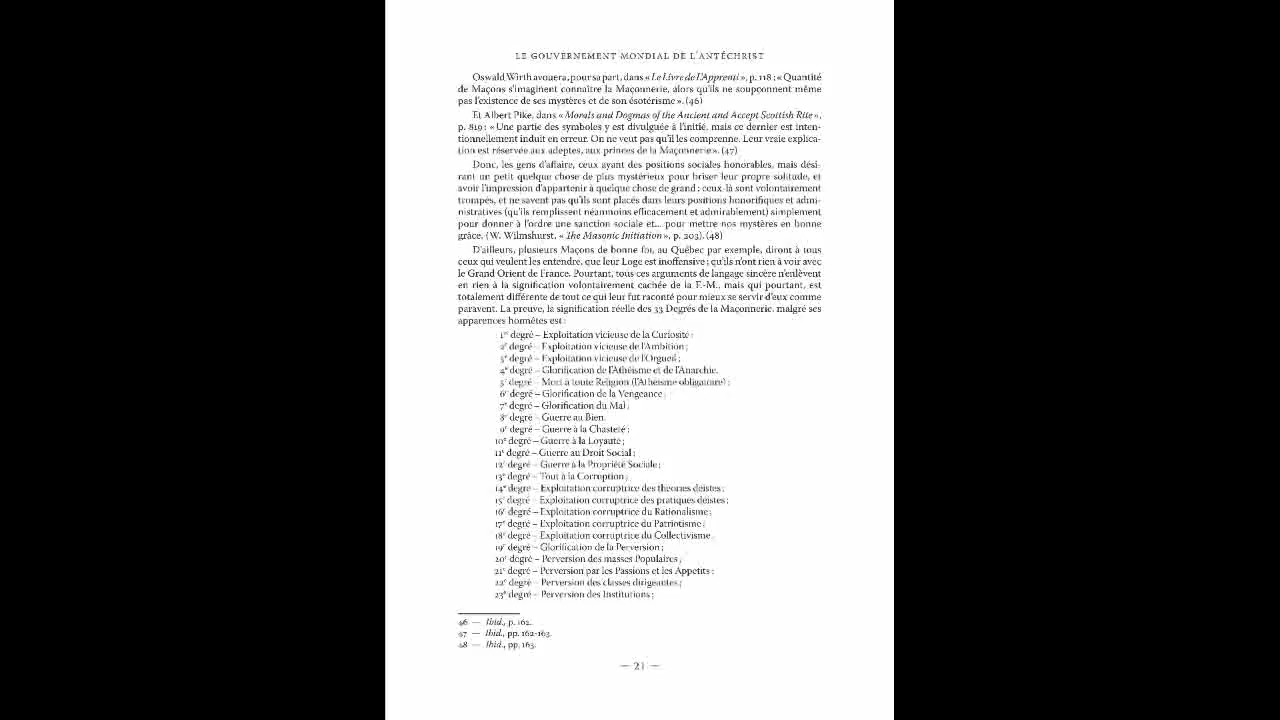 LE GOUVERNEMENT MONDIAL DE L'ANTÉCHRIST
Oswald Wirth avouera, pour sa part, dans « Le Livre de l'Apprenti », p. 118 : « Quantité
de Maçons s'imaginent connaître la Maçonnerie, alors qu'ils ne soupçonnent même
pas l'existence de ses mystères et de son ésotérisme ». (46)
Et Albert Pike, dans « Morals and Dogmas of the Ancient and Accept Scottish Rite »,
p. 819 : « Une partie des symboles y est divulguée à l'initié, mais ce dernier est inten-
tionnellement induit en erreur. On ne veut pas qu'il les comprenne. Leur vraie explica-
tion est réservée aux adeptes, aux princes de la Maçonnerie ». (47)
Donc, les gens d'affaire, ceux ayant des positions sociales honorables, mais dési-
rant un petit quelque chose de plus mystérieux pour briser leur propre solitude, et
avoir l'impression d'appartenir à quelque chose de grand ; ceux-là sont volontairement
trompés, et ne savent pas qu'ils sont placés dans leurs positions honorifiques et admi-
nistratives (qu'ils remplissent néanmoins efficacement et admirablement) simplement
pour donner à l'ordre une sanction sociale et... pour mettre nos mystères en bonne
grâce. (W. Wilmshurst, « The Masonic Initiation », p. 203). (48)
D'ailleurs, plusieurs Maçons de bonne foi, au Québec par exemple, diront à tous
ceux qui veulent les entendre, que leur Loge est inoffensive ; qu'ils n'ont rien à voir avec
le Grand Orient de France. Pourtant, tous ces arguments de langage sincère n'enlèvent
en rien à la signification volontairement cachée de la F.-M., mais qui pourtant, est
totalement différente de tout ce qui leur fut raconté pour mieux se servir d'eux comme
paravent. La preuve, la signification réelle des 33 Degrés de la Maçonnerie, malgré ses
apparences honnêtes est :
1er degré – Exploitation vicieuse de la Curiosité ;
2e degré – Exploitation vicieuse de l'Ambition ;
3e degré – Exploitation vicieuse de l'Orgueil ;
4e degré – Glorification de l'Athéisme et de l'Anarchie.
5e degré – Mort à toute Religion (l'Athéisme obligatoire) ;
6e degré – Glorification de la Vengeance ;
7e degré – Glorification du Mal ;
8e degré – Guerre au Bien.
9e degré – Guerre à la Chasteté ;
10e degré – Guerre à la Loyauté ;
11e degré – Guerre au Droit Social ;
12e degré – Guerre à la Propriété Sociale ;
13e degré – Tout à la Corruption ;
14e degré – Exploitation corruptrice des théories déistes ;
15e degré – Exploitation corruptrice des pratiques déistes ;
16e degré – Exploitation corruptrice du Rationalisme ;
17e degré – Exploitation corruptrice du Patriotisme ;
18e degré – Exploitation corruptrice du Collectivisme.
19e degré – Glorification de la Perversion ;
20e degré – Perversion des masses Populaires ;
21e degré – Perversion par les Passions et les Appetits ;
22e degré – Perversion des classes dirigeantes ;
23e degré – Perversion des Institutions ;
46 — Ibid., p. 162.
47 — Ibid., pp. 162-163.
48 — Ibid., pp. 163.
— 21 —